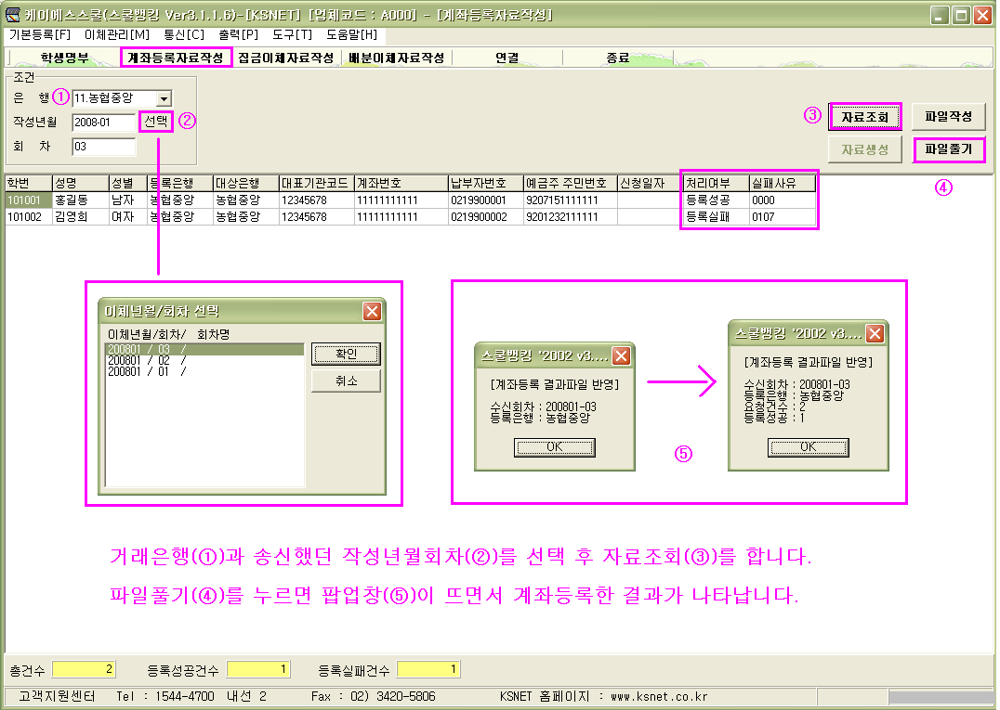 케이에스스쿨(스쿨뱅킹 Ver3.1.1.6)-[KSNET] [업체코드 : A000] - [계좌등록자료작성]
기본등록[F] 이체관리[M] 통신[C] 출력[P] 도구[T] 도움말[H]
학생명부 계좌등록자료작성 집금이체자료작성 배분이체자료작성 연결 종료
조건
은 행 ① 11.농협중앙
작성년월 2008-01 선택 ②
회 차 03
③ 자료조회 파일작성
자료생성 파일풀기
④
학번 성명 성별 등록은행 대상은행 대표기관코드 계좌번호 납부자번호 예금주 주민번호 신청일자 처리여부 실패사유
101001 홍길동 남자 농협중앙 농협중앙 12345678 11111111111 0219900001 9207151111111 등록성공 0000
101002 김영희 여자 농협중앙 농협중앙 12345678 11111111111 0219900002 9201232111111 등록실패 0107
이체년월/회차 선택
이체년월/회차/ 회차명
200801 / 03 /
200801 / 02 /
200801 / 01 /
확인
취소
스쿨뱅킹 '2002 v3....
[계좌등록 결과파일 반영]
수신회차 : 200801-03
등록은행 : 농협중앙
OK
⑤
스쿨뱅킹 '2002 v3....
[계좌등록 결과파일 반영]
수신회차 : 200801-03
등록은행 : 농협중앙
요청건수 : 2
등록성공 : 1
OK
거래은행(①)과 송신했던 작성년월회차(②)를 선택 후 자료조회(③)를 합니다.
파일풀기(④)를 누르면 팝업창(⑤)이 뜨면서 계좌등록한 결과가 나타납니다.
총건수 2 등록성공건수 1 등록실패건수 1
고객지원센터 Tel : 1544-4700 내선 2 Fax : 02) 3420-5806 KSNET 홈페이지 : www.ksnet.co.kr